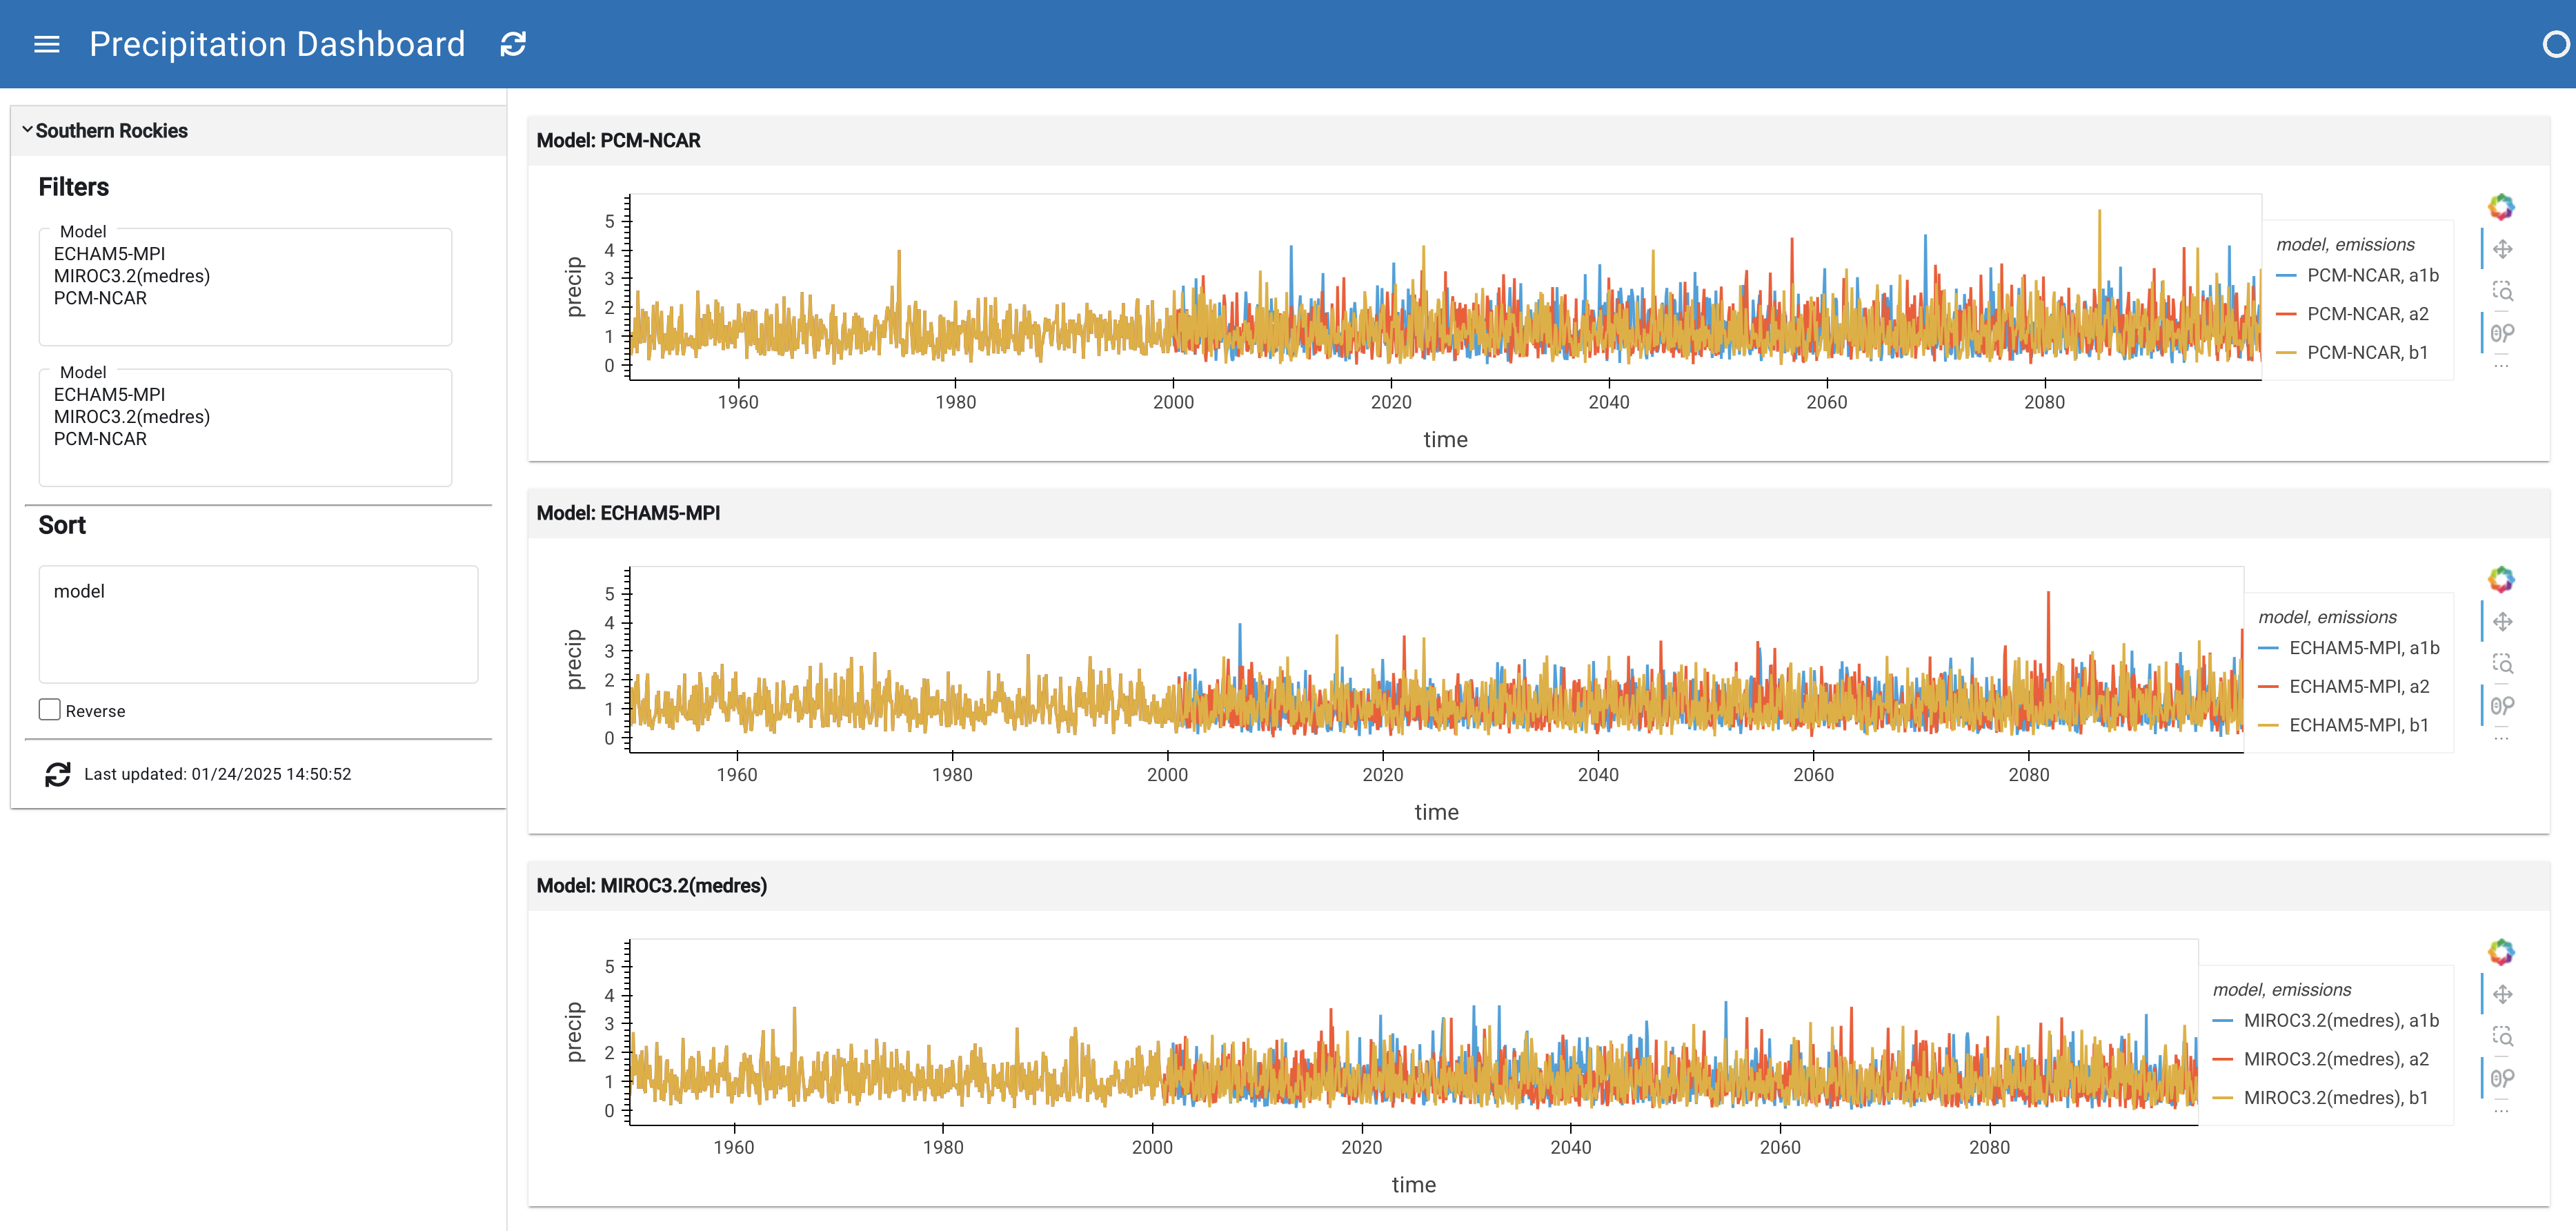 Precipitation Dashboard
Southern Rockies
Filters
Model
ECHAM5-MPI
MIROC3.2(medres)
PCM-NCAR
Model
ECHAM5-MPI
MIROC3.2(medres)
PCM-NCAR
Sort
model
Reverse
Last updated: 01/24/2025 14:50:52
Model: PCM-NCAR
precip
5
4
3
2
1
0
1960 1980 2000 2020 2040 2060 2080
time
model, emissions
PCM-NCAR, a1b
PCM-NCAR, a2
PCM-NCAR, b1
Model: ECHAM5-MPI
precip
5
4
3
2
1
0
1960 1980 2000 2020 2040 2060 2080
time
model, emissions
ECHAM5-MPI, a1b
ECHAM5-MPI, a2
ECHAM5-MPI, b1
Model: MIROC3.2(medres)
precip
5
4
3
2
1
0
1960 1980 2000 2020 2040 2060 2080
time
model, emissions
MIROC3.2(medres), a1b
MIROC3.2(medres), a2
MIROC3.2(medres), b1